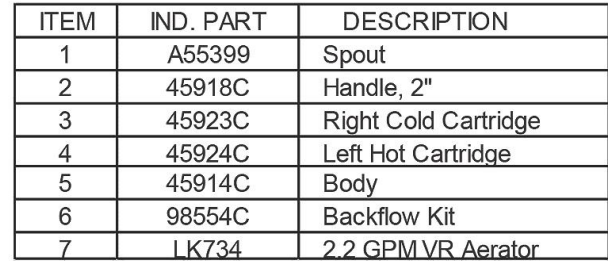 ITEM IND. PART DESCRIPTION
1 A55399 Spout
2 45918C Handle, 2"
3 45923C Right Cold Cartridge
4 45924C Left Hot Cartridge
5 45914C Body
6 98554C Backflow Kit
7 LK734 2.2 GPM VR Aerator